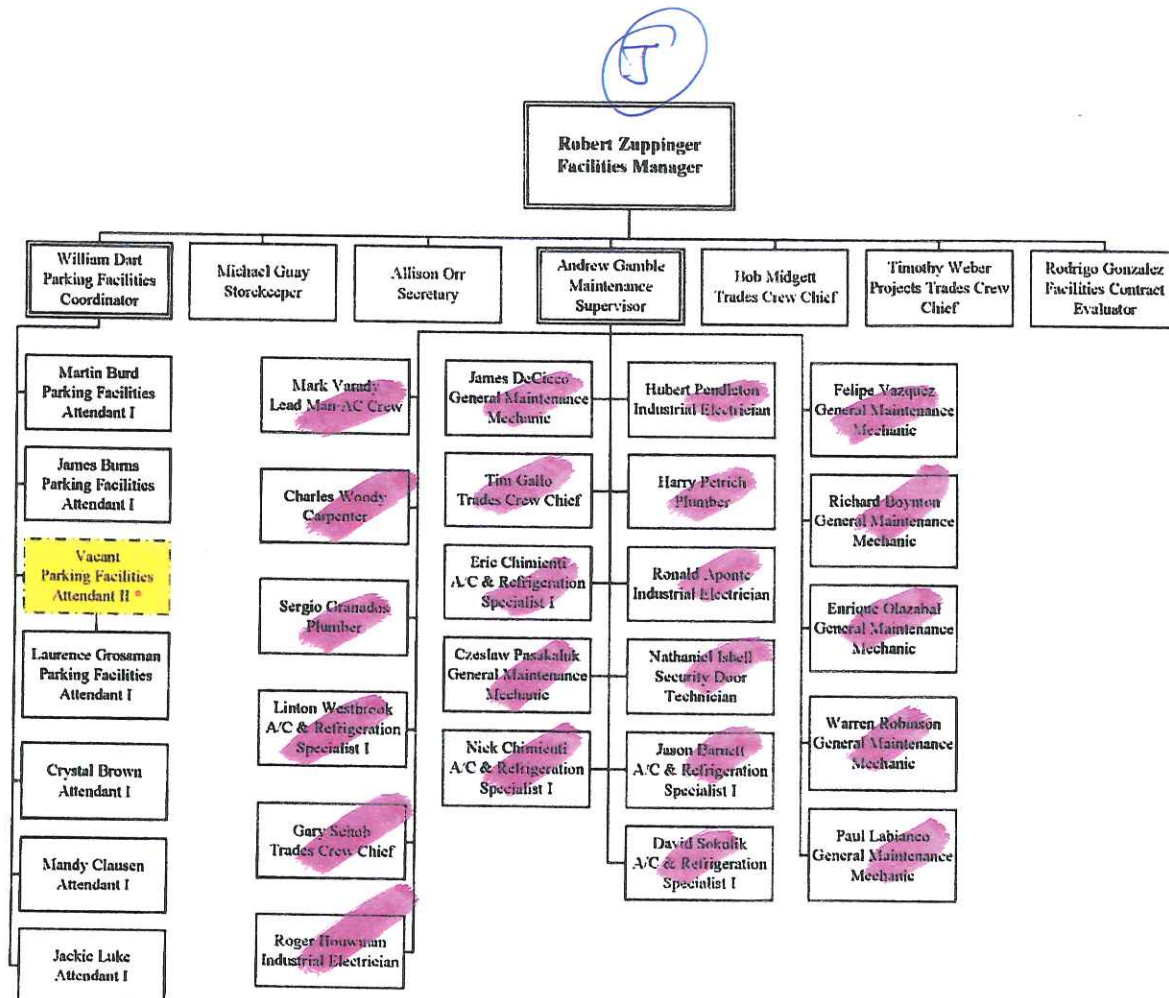 J
Robert Zuppinger
Facilities Manager
William Dart
Parking Facilities
Coordinator
Michael Guay
Storekeeper
Allison Orr
Secretary
Andrew Gamble
Maintenance
Supervisor
Bob Midgett
Trades Crew Chief
Timothy Weber
Projects Trades Crew
Chief
Rodrigo Gonzalez
Facilities Contract
Evaluator
Martin Burd
Parking Facilities
Attendant I
James Burns
Parking Facilities
Attendant I
Vacant
Parking Facilities
Attendant II *
Laurence Grossman
Parking Facilities
Attendant I
Crystal Brown
Attendant I
Mandy Clausen
Attendant I
Jackie Luke
Attendant I
Mark Varady
Lead Man-AC Crew
Charles Woody
Carpenter
Sergio Granados
Plumber
Linton Westbrook
A/C & Refrigeration
Specialist I
Gary Schob
Trades Crew Chief
Roger Houwman
Industrial Electrician
James DeCicco
General Maintenance
Mechanic
Tim Gallo
Trades Crew Chief
Eric Chimienti
A/C & Refrigeration
Specialist I
Czeslaw Pasakaluk
General Maintenance
Mechanic
Nick Chimienti
A/C & Refrigeration
Specialist I
Hubert Pendleton
Industrial Electrician
Harry Petrich
Plumber
Ronald Aponte
Industrial Electrician
Nathaniel Isbell
Security Door
Technician
Jason Barnett
A/C & Refrigeration
Specialist I
David Sokolik
A/C & Refrigeration
Specialist I
Felipe Vazquez
General Maintenance
Mechanic
Richard Boynton
General Maintenance
Mechanic
Enrique Olazabal
General Maintenance
Mechanic
Warren Robinson
General Maintenance
Mechanic
Paul Labianco
General Maintenance
Mechanic